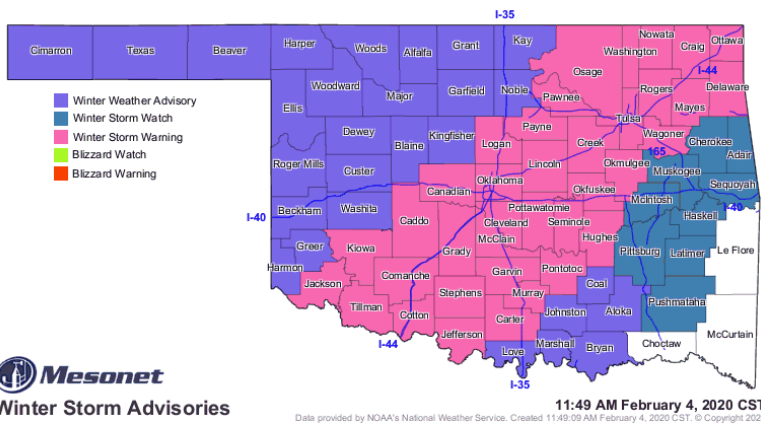 I-35
Cimarron
Texas
Beaver
Harper
Woods
Alfalfa
Grant
Kay
Nowata
Washington
Craig
Ottawa
Osage
I-44
Woodward
Major
Garfield
Noble
Pawnee
Rogers
Delaware
Mayes
Ellis
Winter Weather Advisory
Winter Storm Watch
Winter Storm Warning
Blizzard Watch
Blizzard Warning
Dewey
Blaine
Kingfisher
Logan
Payne
Creek
Tulsa
Wagoner
Cherokee
Adair
165
Roger Mills
Custer
Lincoln
Okmulgee
Muskogee
Sequoyah
Canadian
Oklahoma
Okfuskee
McIntosh
I-40
I-40
Beckham
Washita
Caddo
Pottawatomie
Cleveland
Seminole
Haskell
McClain
Hughes
Greer
Kiowa
Grady
Pittsburg
Latimer
Le Flore
Harmon
Comanche
Garvin
Pontotoc
Coal
Jackson
Stephens
Murray
Tillman
Cotton
Carter
Johnston
Atoka
Pushmataha
Jefferson
McCurtain
I-44
Love
Marshall
Bryan
Choctaw
I-35
Mesonet
Winter Storm Advisories
11:49 AM February 4, 2020 CST
Data provided by NOAA's National Weather Service. Created 11:49:09 AM February 4, 2020 CST. © Copyright 202